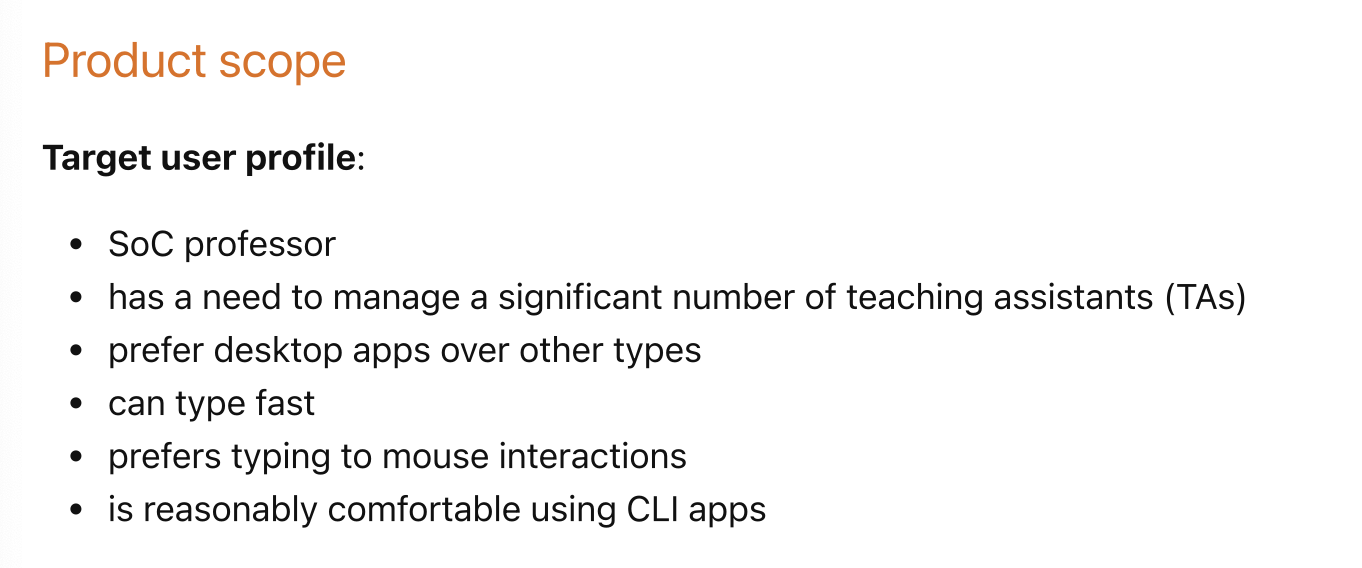 Product scope
Target user profile:
• SoC professor
• has a need to manage a significant number of teaching assistants (TAs)
• prefer desktop apps over other types
• can type fast
• prefers typing to mouse interactions
• is reasonably comfortable using CLI apps